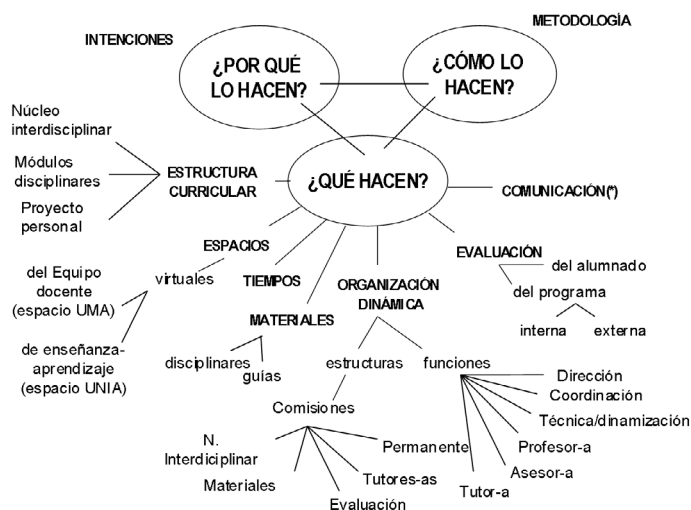 METODOLOGÌA
INTENCIONES
¿POR QUÉ
LO HACEN?
¿CÓMO LO
HACEN?
Núcleo
interdisciplinar
Módulos
disciplinares
Proyecto
personal
ESTRUCTURA
CURRICULAR
¿QUÉ HACEN?
COMUNICACIÓN(*)
ESPACIOS
virtuales
del Equipo
docente
(espacio UMA)
de enseñanza-
aprendizaje
(espacio UNIA)
TIEMPOS
MATERIALES
disciplinares
guías
ORGANIZACIÓN
DINÁMICA
estructuras
funciones
EVALUACIÓN
del alumnado
del programa
interna
externa
Comisiones
N.
Interdiciplinar
Materiales
Evaluación
Tutores-as
Permanente
Dirección
Coordinación
Técnica/dinamización
Profesor-a
Asesor-a
Tutor-a